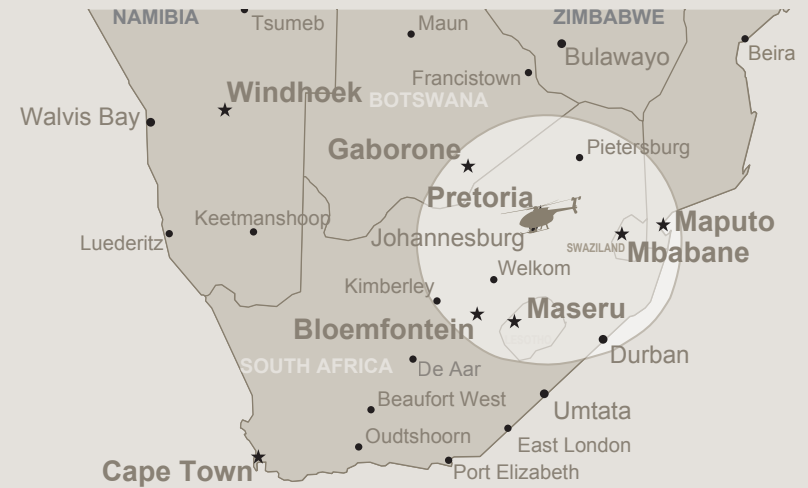 NAMIBIA
ZIMBABWE
Tsumeb
Maun
Bulawayo
Beira
Francistown
Windhoek
BOTSWANA
Walvis Bay
Gaborone
Pietersburg
Pretoria
Keetmanshoop
Maputo
Luederitz
Johannesburg
SWAZILAND
Mbabane
Welkom
Kimberley
Maseru
Bloemfontein
LESOTHO
Durban
SOUTH AFRICA
De Aar
Beaufort West
Umtata
Oudtshoorn
East London
Cape Town
Port Elizabeth